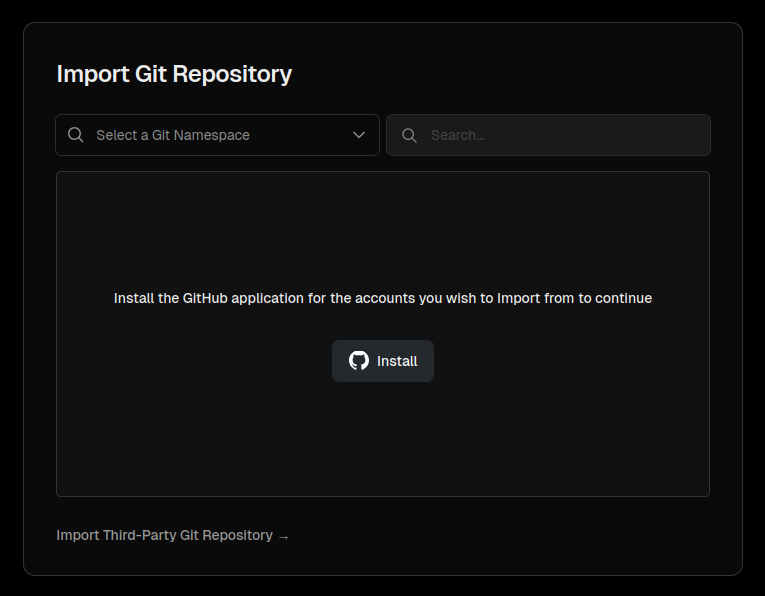 Import Git Repository
Select a Git Namespace
Search...
Install the GitHub application for the accounts you wish to Import from to continue
Install
Import Third-Party Git Repository →